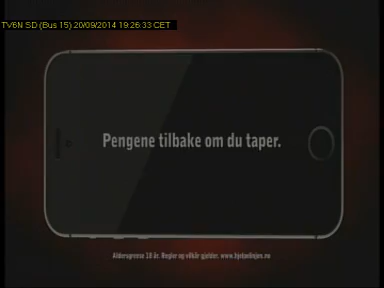 TV6N SD (Bus 15) 20/09/2014 19:26:33 CET
Pengene tilbake om du taper.
Aldersgrense 18 år. Regler og vilkår gjelder. www.hjelpelinjen.no